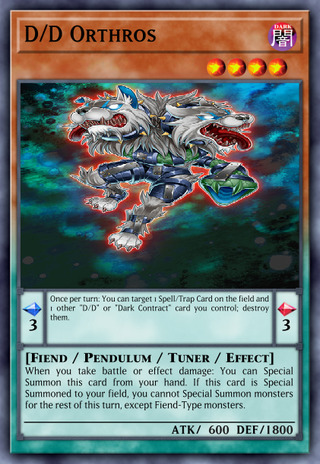 D/D Orthros
DARK
闇
Once per turn: You can target 1 Spell/Trap Card on the field and
1 other "D/D" or "Dark Contract" card you control; destroy
them.
3
3
[Fiend / Pendulum / Tuner / Effect]
When you take battle or effect damage: You can Special
Summon this card from your hand. If this card is Special
Summoned to your field, you cannot Special Summon monsters
for the rest of this turn, except Fiend-Type monsters.
ATK/ 600 DEF/1800